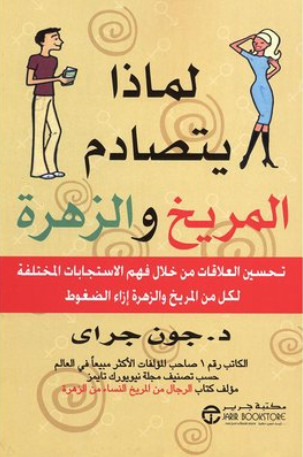 لماذا
يتصادم
المريخ والزهرة
تحسين العلاقات من خلال فهم الاستجابات المختلفة
لكل من المريخ والزهرة إزاء الضغوط
د. جون جراى
الكاتب رقم ١ صاحب المؤلفات الأكثر مبيعاً في العالم
حسب تصنيف مجلة نيويورك تايمز
مؤلف كتاب الرجال من المريخ النساء من الزهرة
مكتبة جرير
JARIR BOOKSTORE